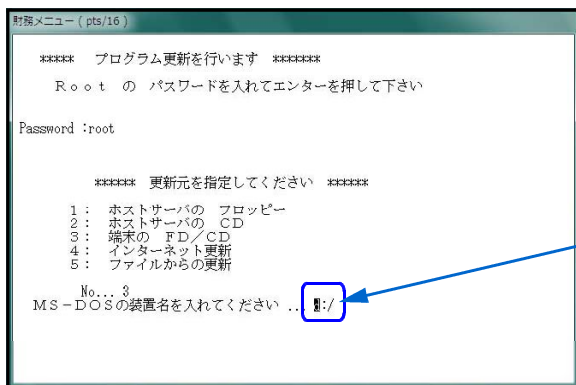 財務メニュー ( pts/16 )
***** プログラム更新を行います *******
Root の パスワードを入れてエンターを押して下さい
Password :root
****** 更新元を指定してください ******
1: ホストサーバの フロッピー
2: ホストサーバの CD
3: 端末の FD/CD
4: インターネット更新
5: ファイルからの更新
No... 3
MS-DOSの装置名を入れてください ... :/